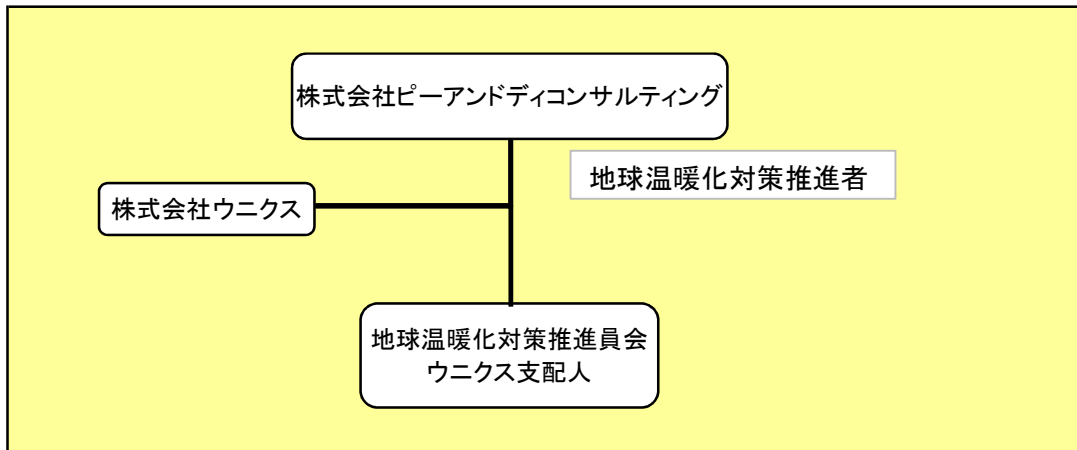 株式会社ピーアンドディコンサルティング
地球温暖化対策推進者
株式会社ウニクス
地球温暖化対策推進員会
ウニクス支配人